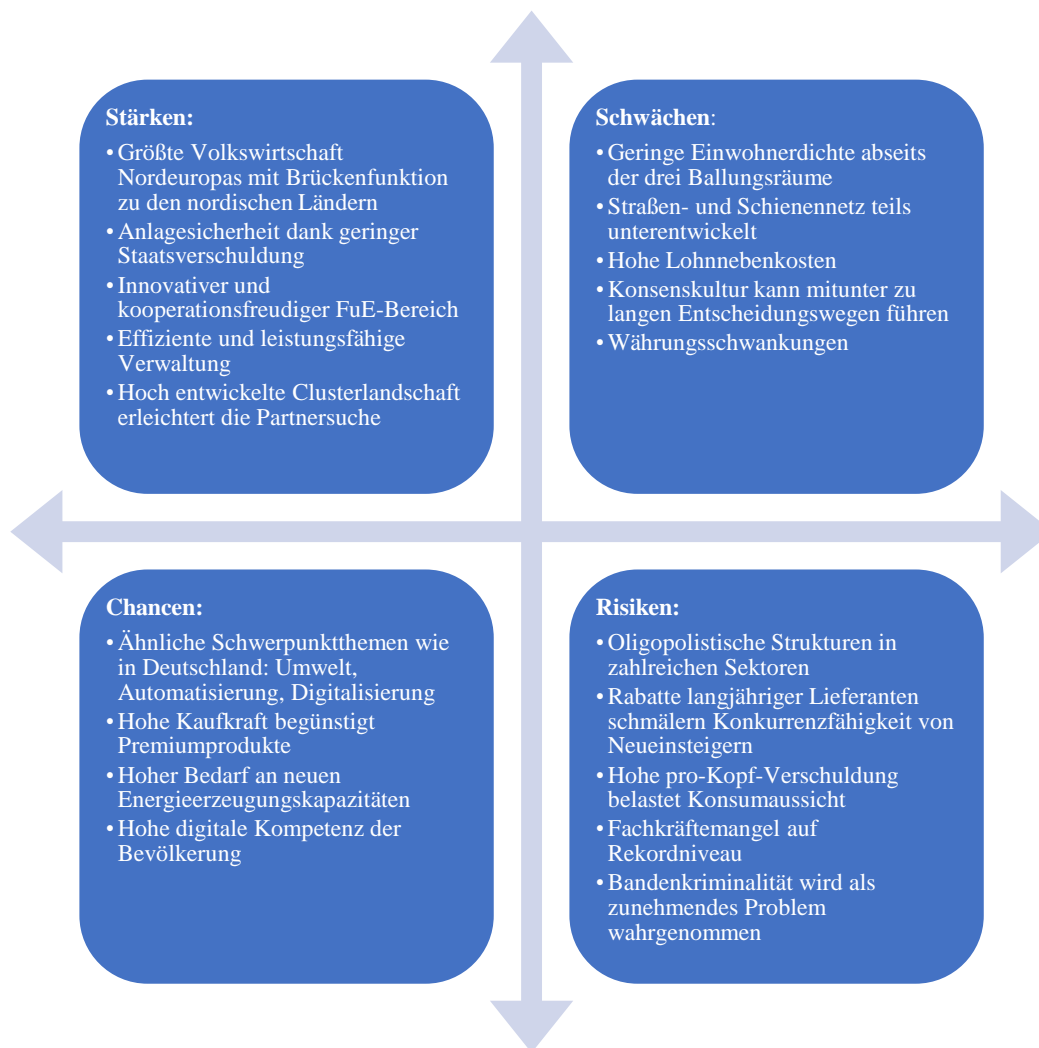 Stärken:
• Größte Volkswirtschaft
Nordeuropas mit Brückenfunktion
zu den nordischen Ländern
• Anlagesicherheit dank geringer
Staatsverschuldung
• Innovativer und
kooperationsfreudiger FuE-Bereich
• Effiziente und leistungsfähige
Verwaltung
• Hoch entwickelte Clusterlandschaft
erleichtert die Partnersuche
Schwächen:
• Geringe Einwohnerdichte abseits
der drei Ballungsräume
• Straßen- und Schienennetz teils
unterentwickelt
• Hohe Lohnnebenkosten
• Konsenskultur kann mitunter zu
langen Entscheidungswegen führen
• Währungsschwankungen
Chancen:
• Ähnliche Schwerpunktthemen wie
in Deutschland: Umwelt,
Automatisierung, Digitalisierung
• Hohe Kaufkraft begünstigt
Premiumprodukte
• Hoher Bedarf an neuen
Energieerzeugungskapazitäten
• Hohe digitale Kompetenz der
Bevölkerung
Risiken:
• Oligopolistische Strukturen in
zahlreichen Sektoren
• Rabatte langjähriger Lieferanten
schmälern Konkurrenzfähigkeit von
Neueinsteigern
• Hohe pro-Kopf-Verschuldung
belastet Konsumaussicht
• Fachkräftemangel auf
Rekordniveau
• Bandenkriminalität wird als
zunehmendes Problem
wahrgenommen